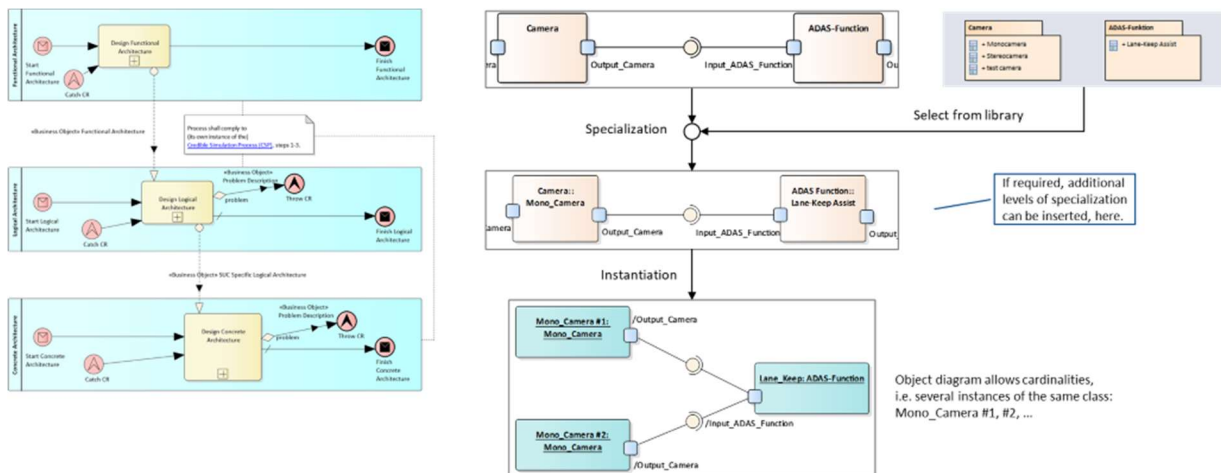 Functional Architecture
Design Functional
Architecture
Start
Functional
Architecture
Catch CR
Finish
Functional
Architecture
«Business Object» Functional Architecture
Process shall comply to
(its own instance of the)
Credible Simulation Process (CSP), steps 1-3.
Logical Architecture
«Business Object»
Problem Description
Design Logical
Architecture
problem
Throw CR
Start Logical
Architecture
Catch CR
Finish Logical
Architecture
«Business Object» SUC Specific Logical Architecture
Concrete Architecture
«Business Object»
Problem Description
Design Concrete
Architecture
problem
Throw CR
Start Concrete
Architecture
Catch CR
Finish
Concrete
Architecture
Camera
ADAS-Function
era
Output_Camera
Input_ADAS_Function
Out
Camera
+ Monocamera
+ Stereocamera
+ test camera
ADAS-Funktion
+ Lane-Keep Assist
Specialization
Select from library
Camera::
Mono_Camera
ADAS Function::
Lane-Keep Assist
amera
Output_Camera
Input_ADAS_Function
Output_
If required, additional
levels of specialization
can be inserted, here.
Instantiation
Mono_Camera #1:
Mono_Camera
/Output_Camera
Lane_Keep: ADAS-Function
/Input_ADAS_Function
Mono_Camera #2:
Mono_Camera
/Output_Camera
Object diagram allows cardinalities,
i.e. several instances of the same class:
Mono_Camera #1, #2, ...